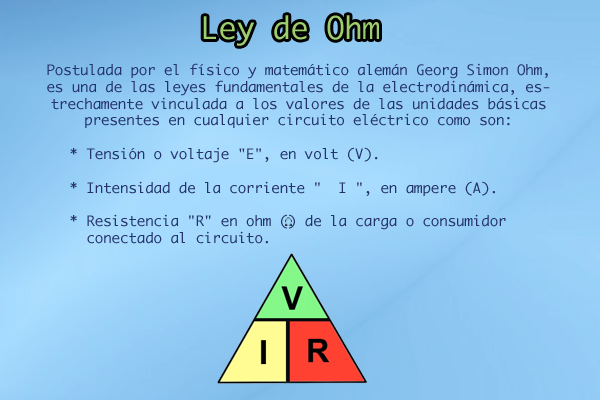 Ley de Ohm
Postulada por el físico y matemático alemán Georg Simon Ohm,
es una de las leyes fundamentales de la electrodinámica, es-
trechamente vinculada a los valores de las unidades básicas
presentes en cualquier circuito eléctrico como son:
* Tensión o voltaje "E", en volt (V).
* Intensidad de la corriente "  I ", en ampere (A).
* Resistencia "R" en ohm de la carga o consumidor
conectado al circuito.
V
I R